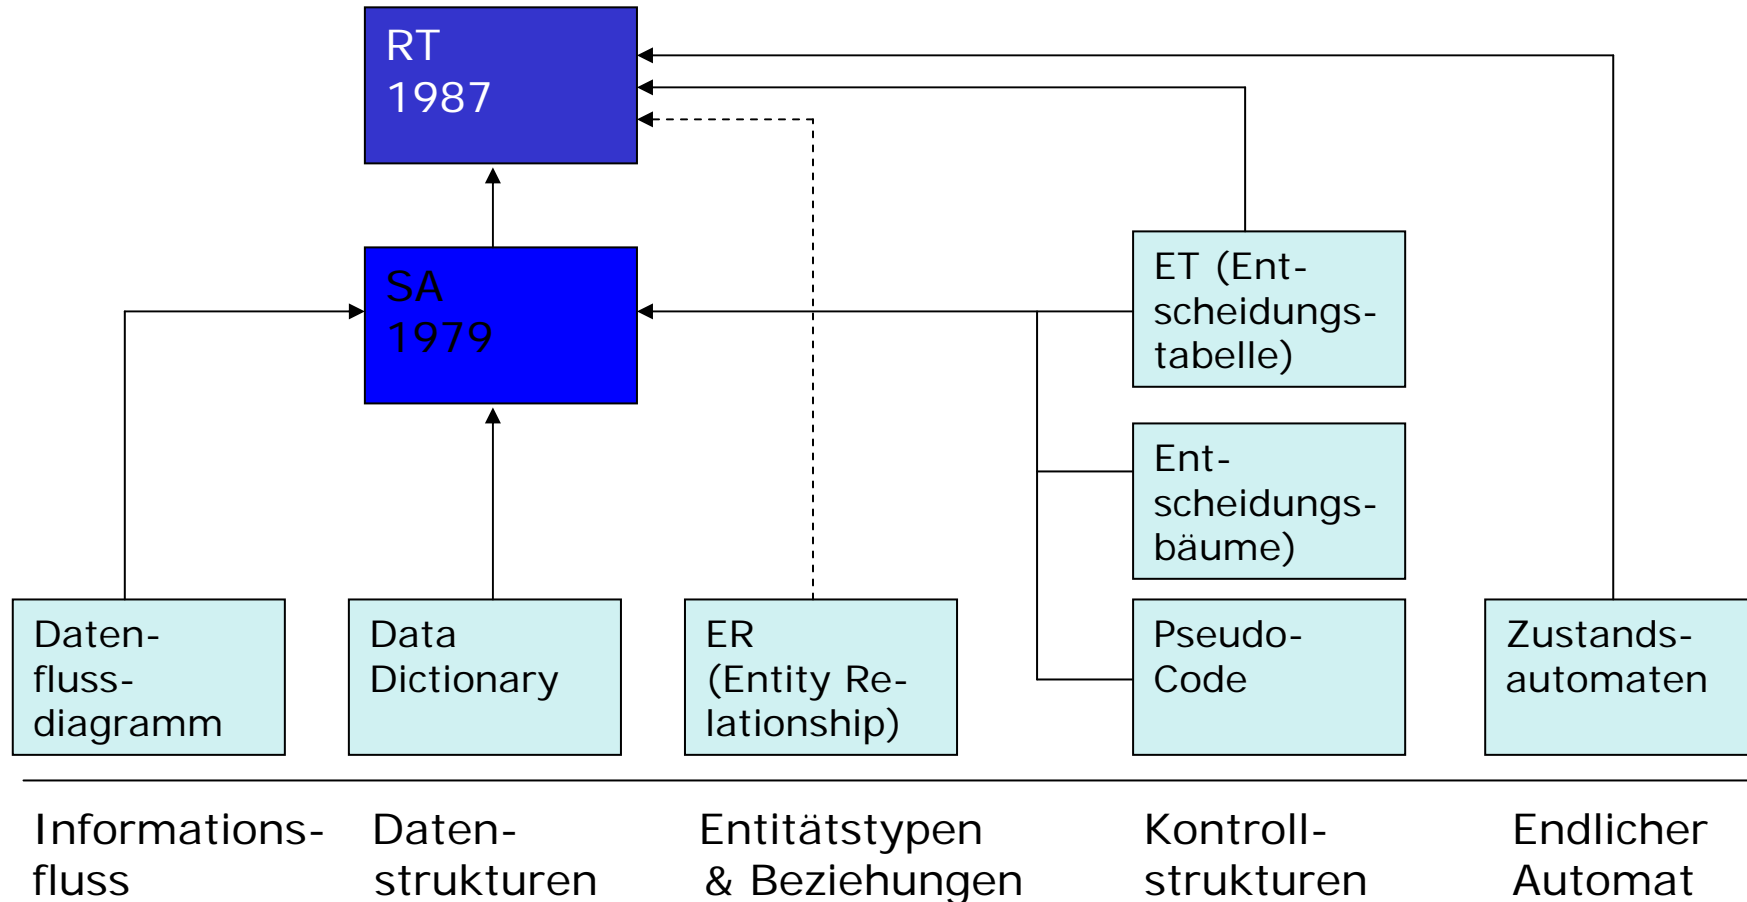 RT
1987
SA
1979
ET (Ent-
scheidungs-
tabelle)
Ent-
scheidungs-
bäume)
Daten-
fluss-
diagramm
Data
Dictionary
ER
(Entity Re-
lationship)
Pseudo-
Code
Zustands-
automaten
Informations-
fluss
Daten-
strukturen
Entitätstypen
& Beziehungen
Kontroll-
strukturen
Endlicher
Automat